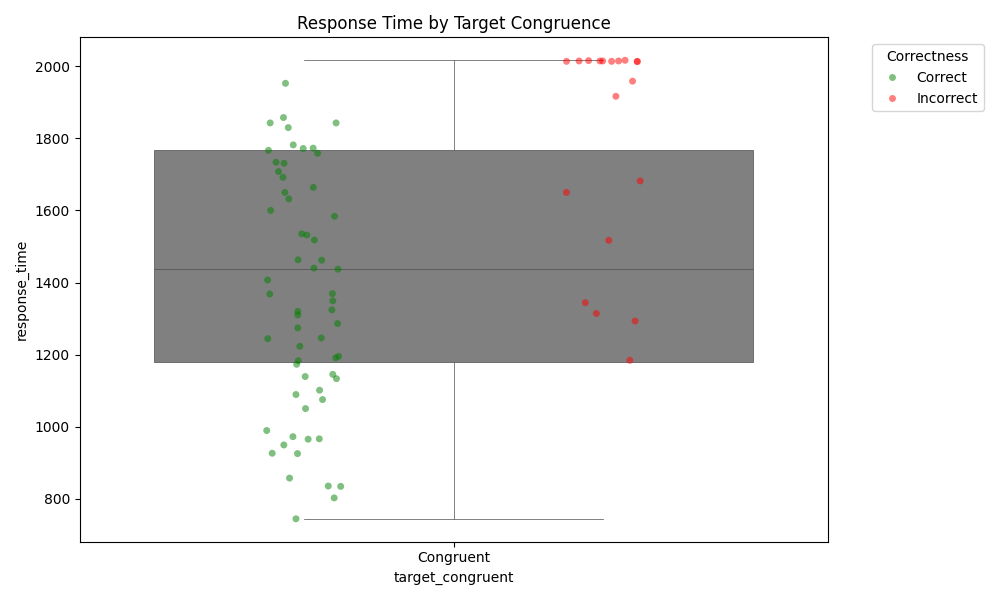 Response Time by Target Congruence
Correctness
Correct
Incorrect
response_time
2000
1800
1600
1400
1200
1000
800
Congruent
target_congruent